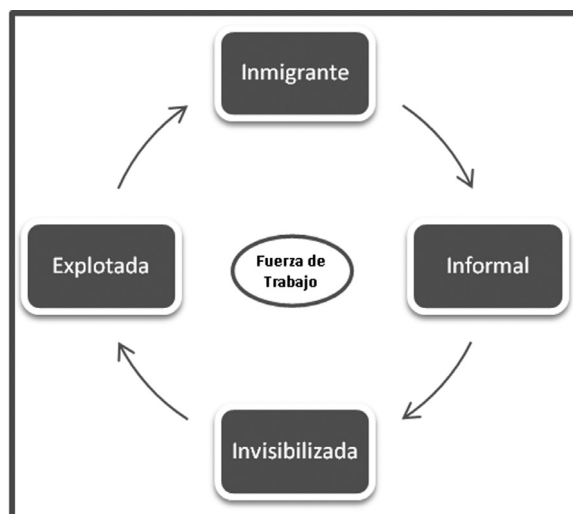 Inmigrante
Explotada
Fuerza de
Trabajo
Informal
Invisibilizada